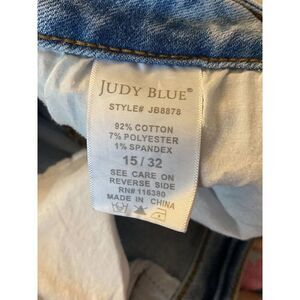 JUDY BLUE®
STYLE# JB8878
92% COTTON
7% POLYESTER
1% SPANDEX
15 / 32
SEE CARE ON
REVERSE SIDE
RN# 116380
MADE IN CHINA